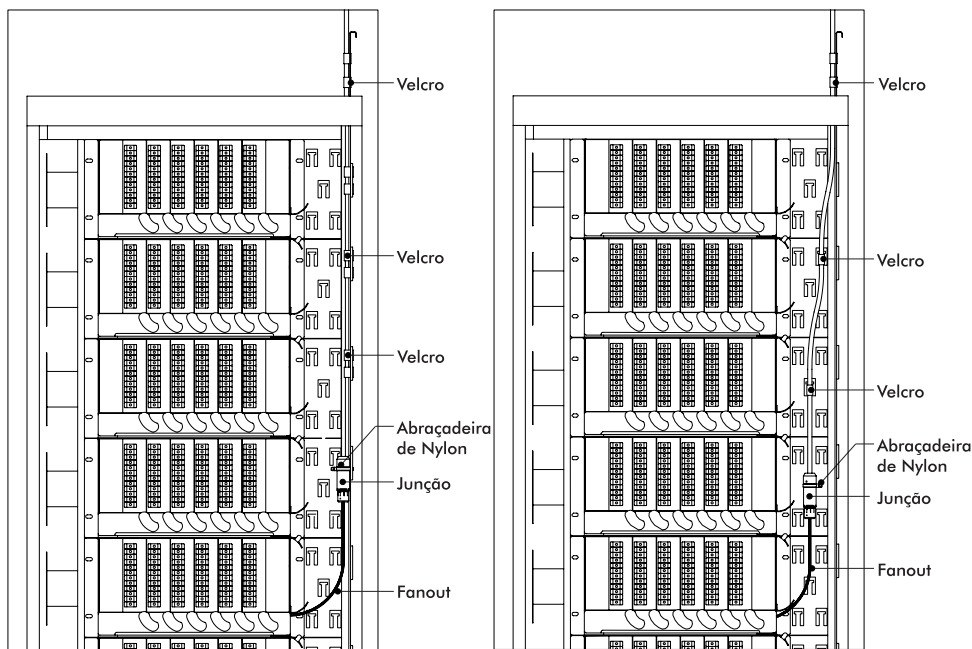 Velcro
Velcro
Velcro
Abraçadeira
de Nylon
Junção
Fanout
Velcro
Velcro
Velcro
Abraçadeira
de Nylon
Junção
Fanout